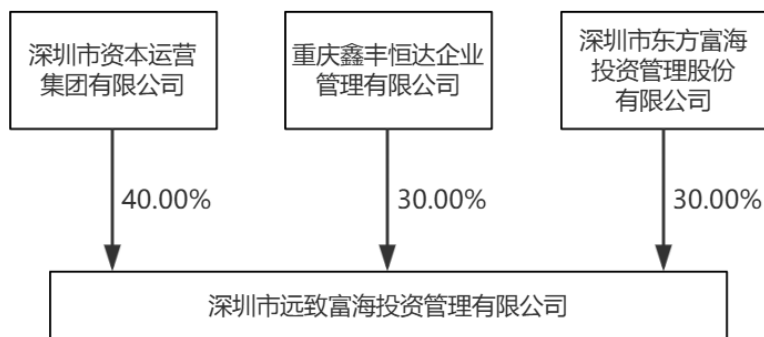 深圳市资本运营
集团有限公司
重庆鑫丰恒达企业
管理有限公司
深圳市东方富海
投资管理股份
有限公司
40.00%
30.00%
30.00%
深圳市远致富海投资管理有限公司